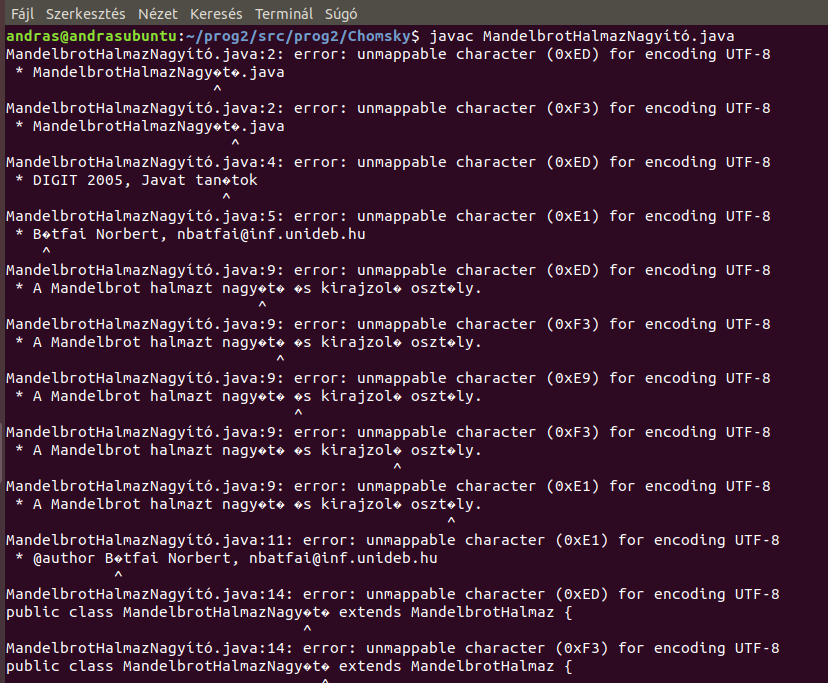 Fájl Szerkesztés Nézet Keresés Terminál Súgó
andras@andrasubuntu:~/prog2/src/prog2/Chomsky$ javac MandelbrotHalmazNagyító.java
MandelbrotHalmazNagyító.java:2: error: unmappable character (0xED) for encoding UTF-8
 * MandelbrotHalmazNagy�t�.java
                       ^
MandelbrotHalmazNagyító.java:2: error: unmappable character (0xF3) for encoding UTF-8
 * MandelbrotHalmazNagy�t�.java
                         ^
MandelbrotHalmazNagyító.java:4: error: unmappable character (0xED) for encoding UTF-8
 * DIGIT 2005, Javat tan�tok
                        ^
MandelbrotHalmazNagyító.java:5: error: unmappable character (0xE1) for encoding UTF-8
 * B�tfai Norbert, nbatfai@inf.unideb.hu
    ^
MandelbrotHalmazNagyító.java:9: error: unmappable character (0xED) for encoding UTF-8
 * A Mandelbrot halmazt nagy�t� �s kirajzol� oszt�ly.
                            ^
MandelbrotHalmazNagyító.java:9: error: unmappable character (0xF3) for encoding UTF-8
 * A Mandelbrot halmazt nagy�t� �s kirajzol� oszt�ly.
                              ^
MandelbrotHalmazNagyító.java:9: error: unmappable character (0xE9) for encoding UTF-8
 * A Mandelbrot halmazt nagy�t� �s kirajzol� oszt�ly.
                                ^
MandelbrotHalmazNagyító.java:9: error: unmappable character (0xF3) for encoding UTF-8
 * A Mandelbrot halmazt nagy�t� �s kirajzol� oszt�ly.
                                           ^
MandelbrotHalmazNagyító.java:9: error: unmappable character (0xE1) for encoding UTF-8
 * A Mandelbrot halmazt nagy�t� �s kirajzol� oszt�ly.
                                                 ^
MandelbrotHalmazNagyító.java:11: error: unmappable character (0xE1) for encoding UTF-8
 * @author B�tfai Norbert, nbatfai@inf.unideb.hu
            ^
MandelbrotHalmazNagyító.java:14: error: unmappable character (0xED) for encoding UTF-8
public class MandelbrotHalmazNagy�t� extends MandelbrotHalmaz {
                                 ^
MandelbrotHalmazNagyító.java:14: error: unmappable character (0xF3) for encoding UTF-8
public class MandelbrotHalmazNagy�t� extends MandelbrotHalmaz {
                                   ^